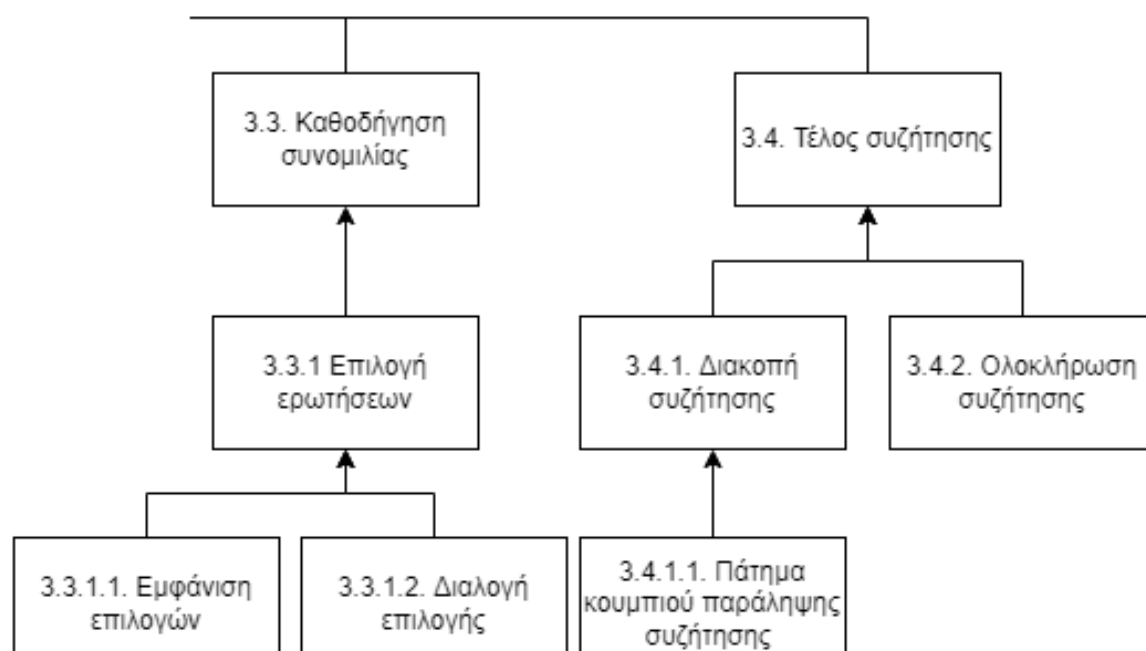 3.3. Καθοδήγηση
συνομιλίας
3.4. Τέλος συζήτησης
3.3.1 Επιλογή
ερωτήσεων
3.4.1. Διακοπή
συζήτησης
3.4.2. Ολοκλήρωση
συζήτησης
3.3.1.1. Εμφάνιση
επιλογών
3.3.1.2. Διαλογή
επιλογής
3.4.1.1. Πάτημα
κουμπιού παράληψης
συζήτησης